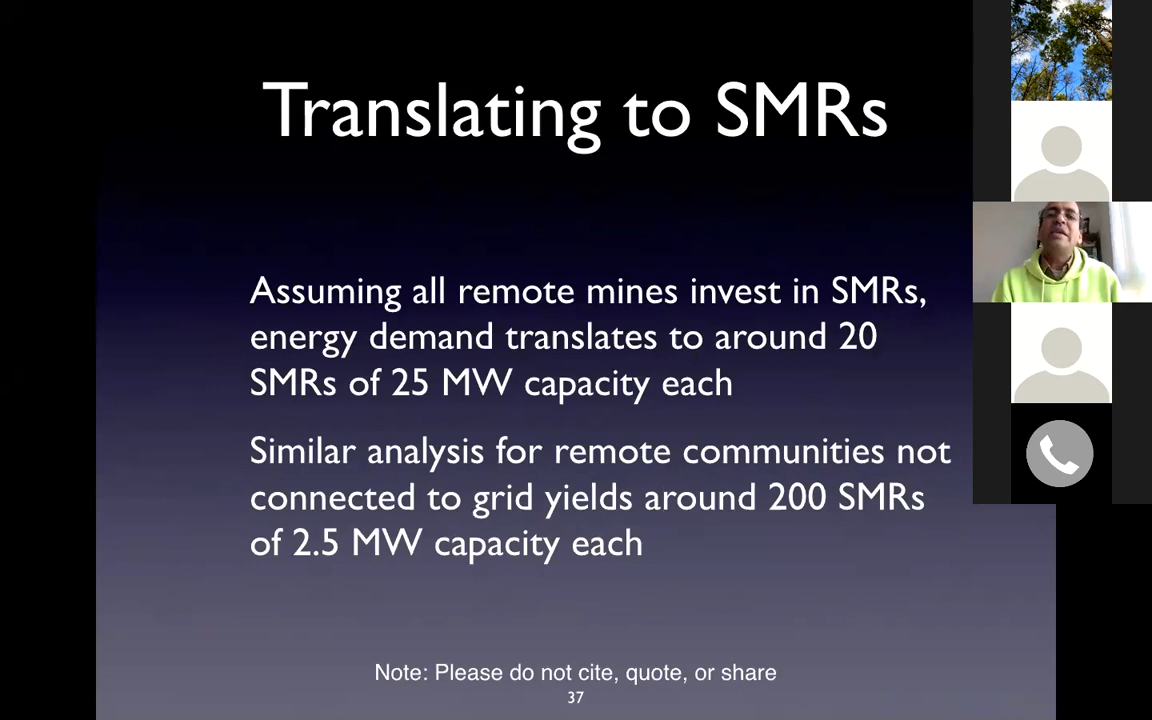 Translating to SMRs
Assuming all remote mines invest in SMRs,
energy demand translates to around 20
SMRs of 25 MW capacity each
Similar analysis for remote communities not
connected to grid yields around 200 SMRs
of 2.5 MW capacity each
Note: Please do not cite, quote, or share
37